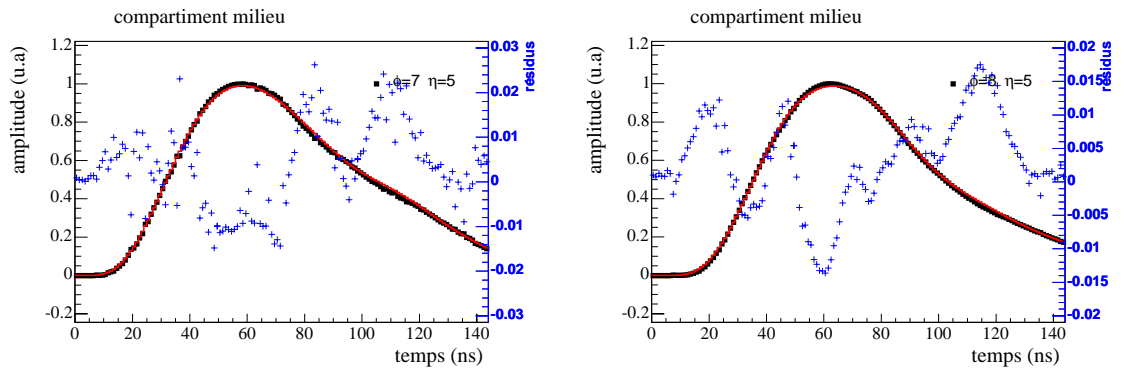 compartiment milieu
amplitude (u.a)
1.2
1
0.8
0.6
0.4
0.2
0
-0.2
0 20 40 60 80 100 120 140
temps (ns)
ϕ=7 η=5
0.03
0.02
0.01
0
-0.01
-0.02
-0.03
résidus
compartiment milieu
amplitude (u.a)
1.2
1
0.8
0.6
0.4
0.2
0
-0.2
0 20 40 60 80 100 120 140
temps (ns)
ϕ=8 η=5
0.02
0.015
0.01
0.005
0
-0.005
-0.01
-0.015
-0.02
résidus